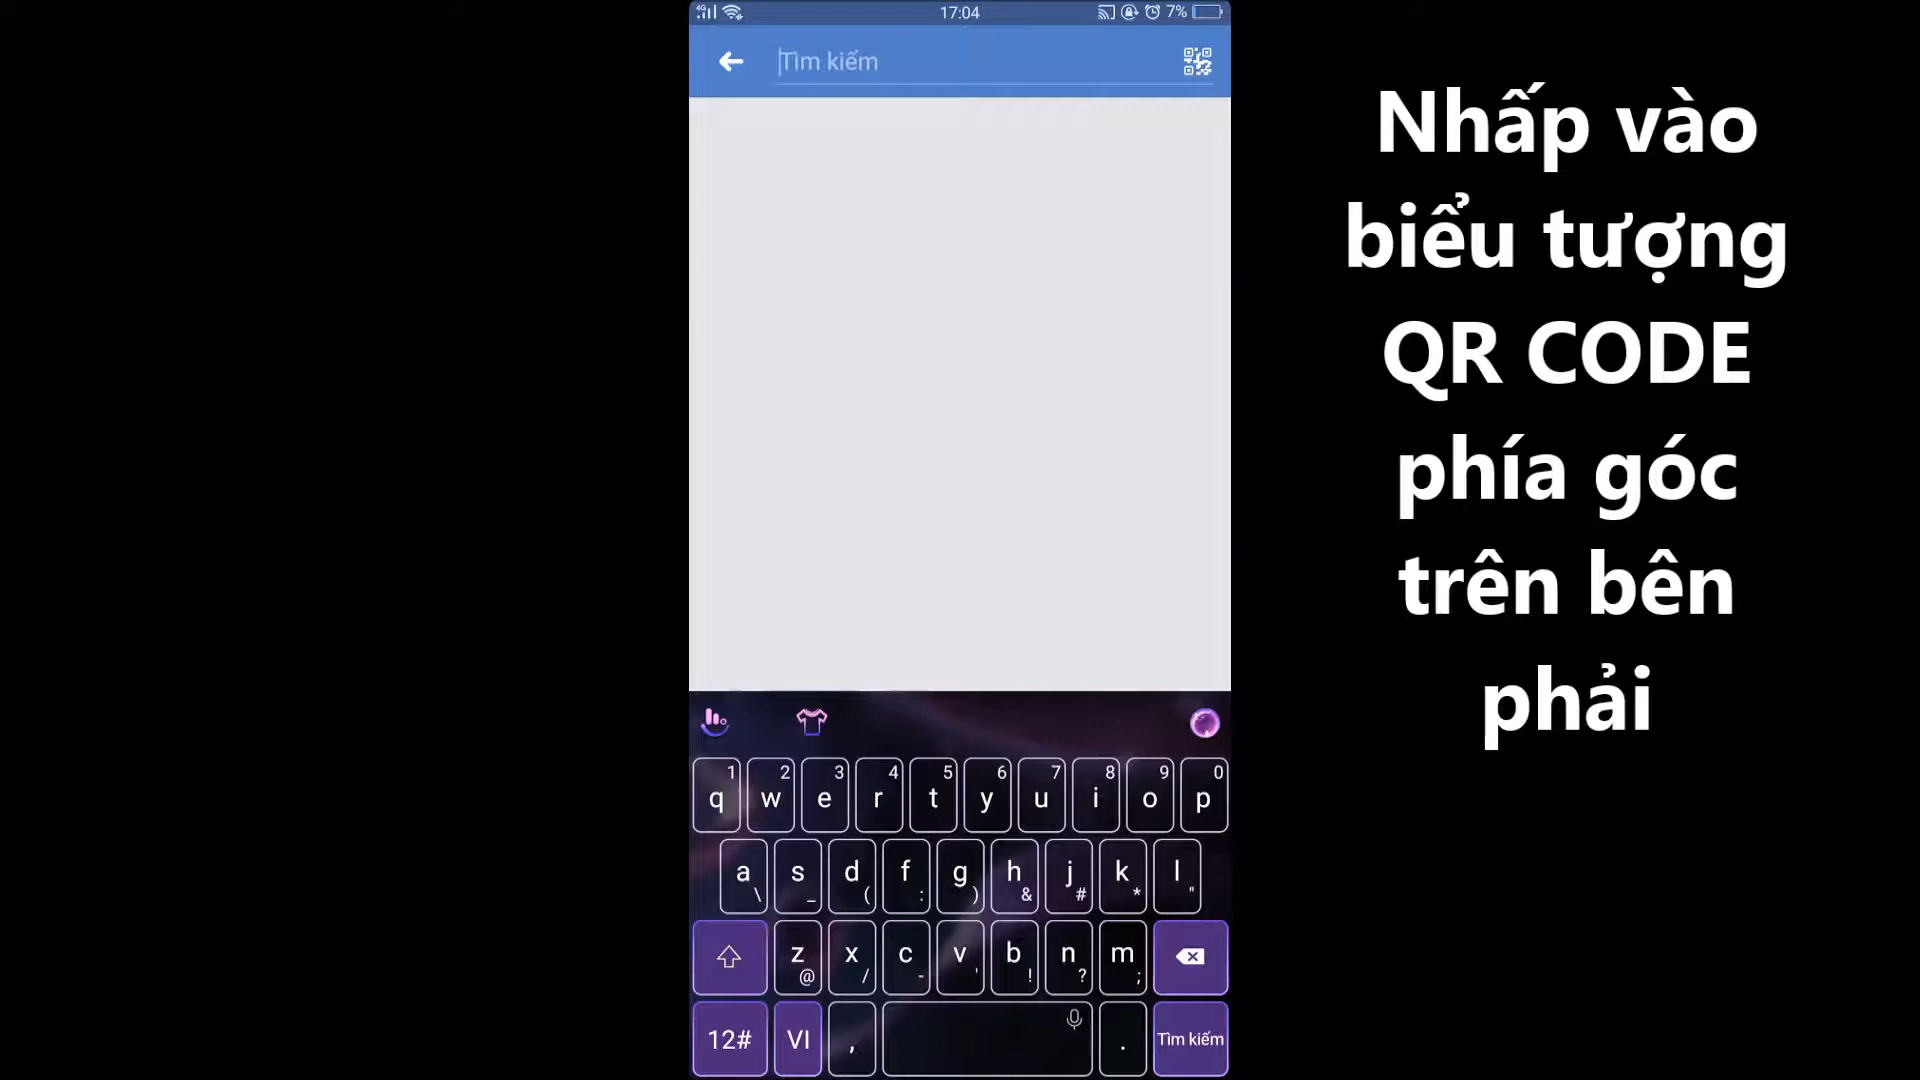 4G 17:04 7%
Tìm kiếm
Nhấp vào
biểu tượng
QR CODE
phía góc
trên bên
phải
1 2 3 4 5 6 7 8 9 0
q w e r t y u i o p
a s d f g h j k l
\ _ ( : ) & # * "
z x c v b n m
@ / - ' ! ? ;
12# VI , . Tìm kiếm